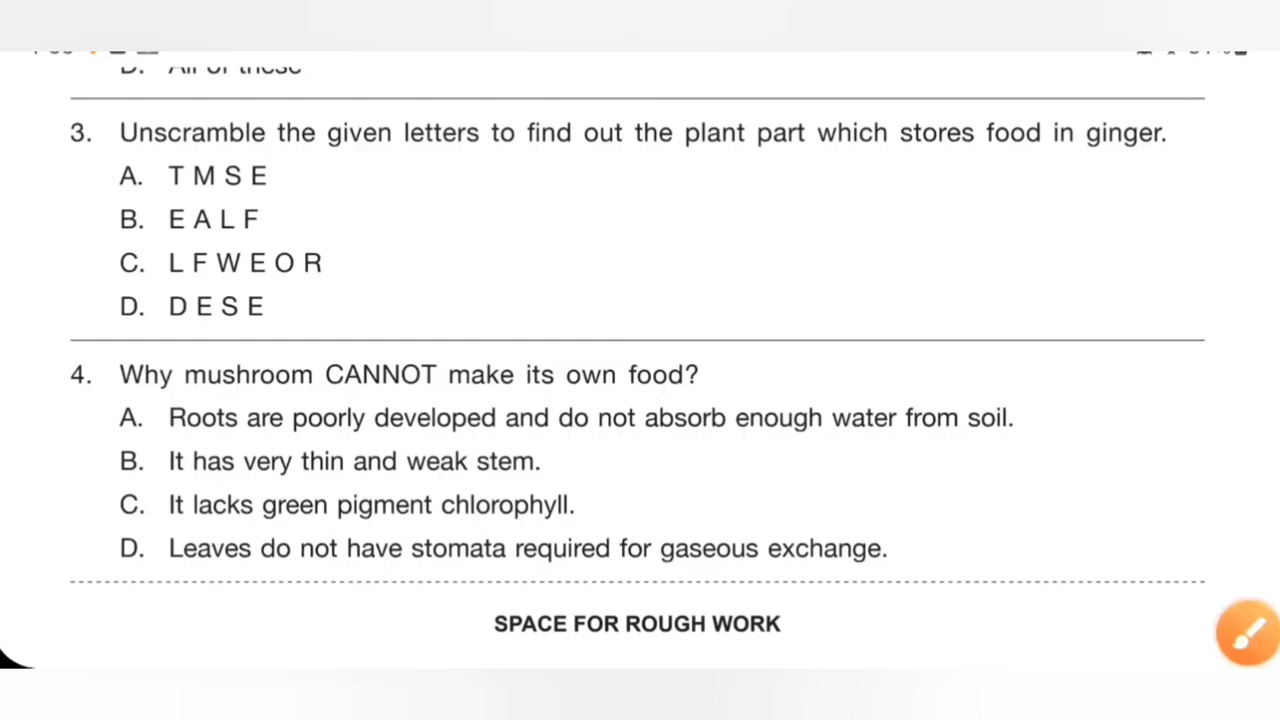 D. All of these
3. Unscramble the given letters to find out the plant part which stores food in ginger.
A. T M S E
B. E A L F
C. L F W E O R
D. D E S E
4. Why mushroom CANNOT make its own food?
A. Roots are poorly developed and do not absorb enough water from soil.
B. It has very thin and weak stem.
C. It lacks green pigment chlorophyll.
D. Leaves do not have stomata required for gaseous exchange.
SPACE FOR ROUGH WORK